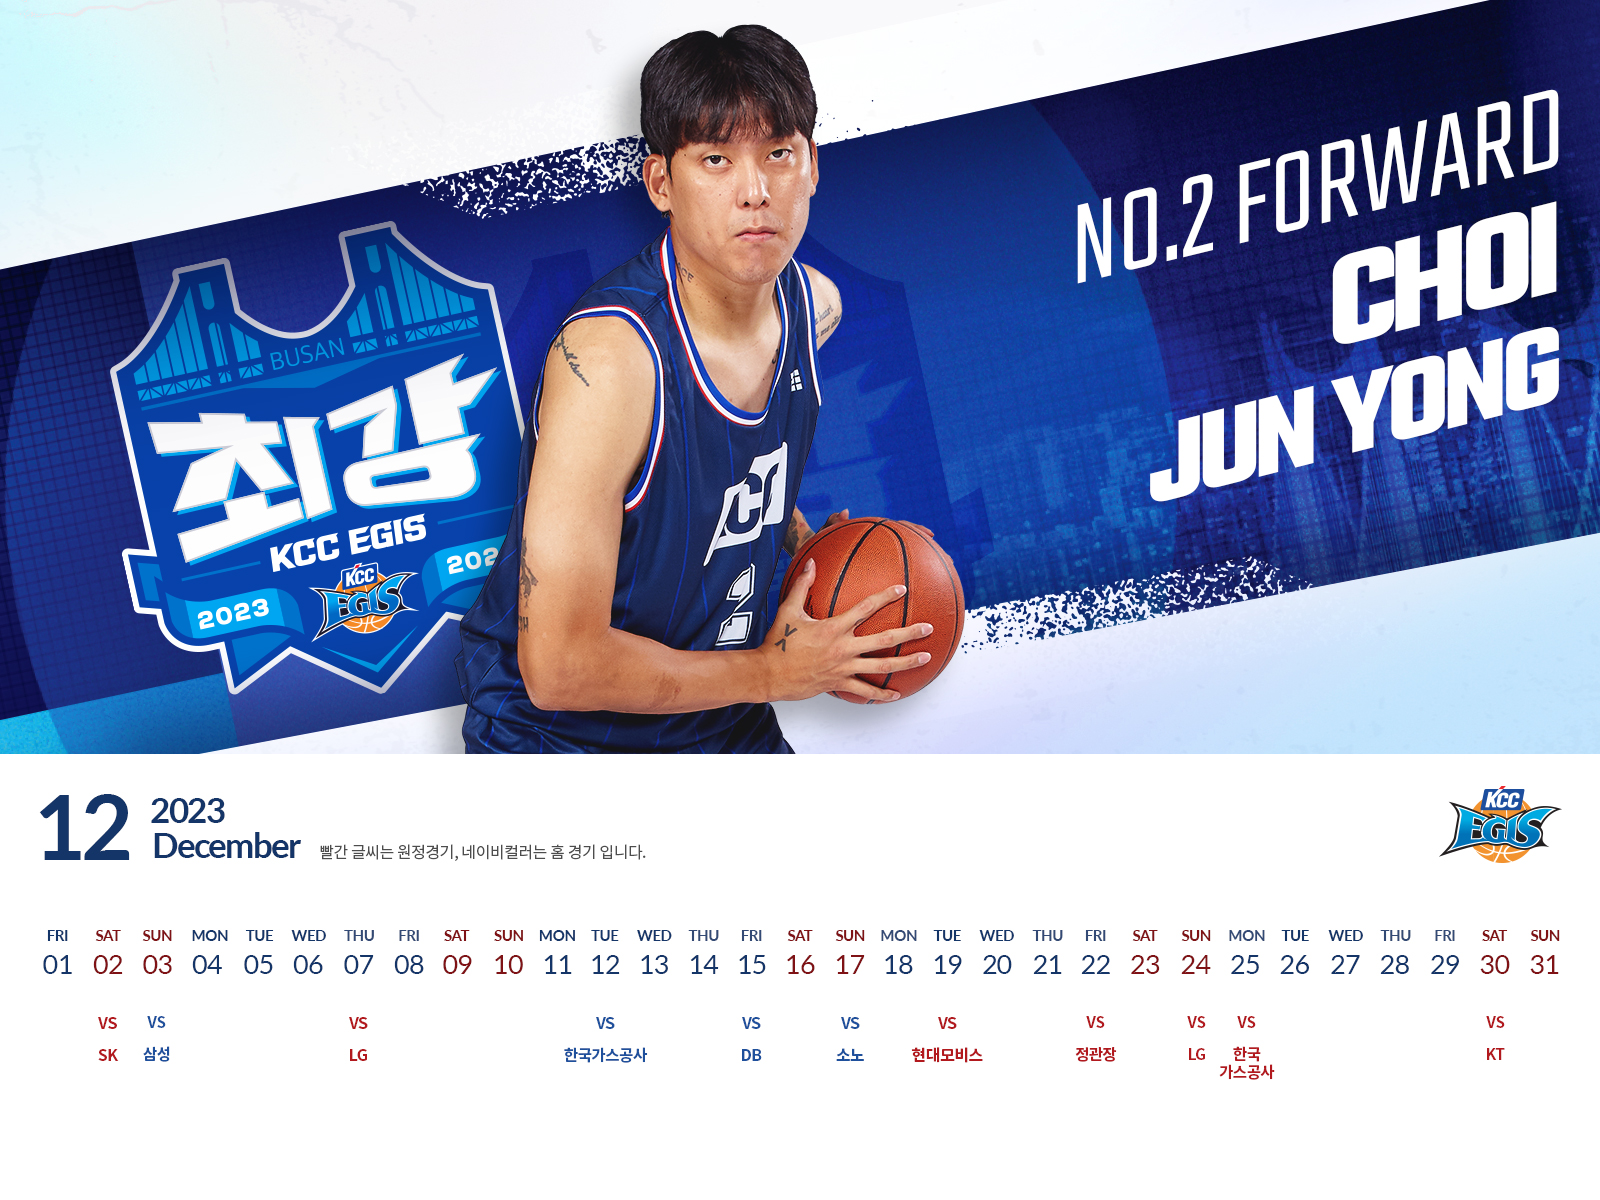 NO.2 FORWARD
CHOI
JUN YONG
BUSAN
최강
KCC EGIS
2023
KCC
EGIS
2
12
2023
December
빨간 글씨는 원정경기, 네이비컬러는 홈 경기 입니다.
KCC
EGIS
FRI SAT SUN MON TUE WED THU FRI SAT SUN MON TUE WED THU FRI SAT SUN MON TUE WED THU FRI SAT SUN MON TUE WED THU FRI SAT SUN
01 02 03 04 05 06 07 08 09 10 11 12 13 14 15 16 17 18 19 20 21 22 23 24 25 26 27 28 29 30 31
VS VS VS VS VS VS VS VS VS VS VS
SK 삼성 LG 한국가스공사 DB 소노 현대모비스 정관장 LG 한국 KT
가스공사